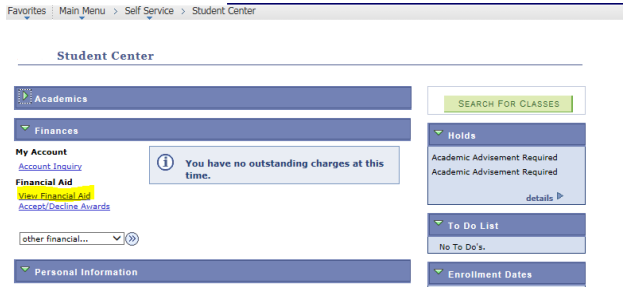 Favorites Main Menu > Self Service > Student Center
Student Center
Academics
Finances
My Account
Account Inquiry
Financial Aid
View Financial Aid
Accept/Decline Awards
other financial...
You have no outstanding charges at this
time.
Personal Information
SEARCH FOR CLASSES
Holds
Academic Advisement Required
Academic Advisement Required
details
To Do List
No To Do's.
Enrollment Dates